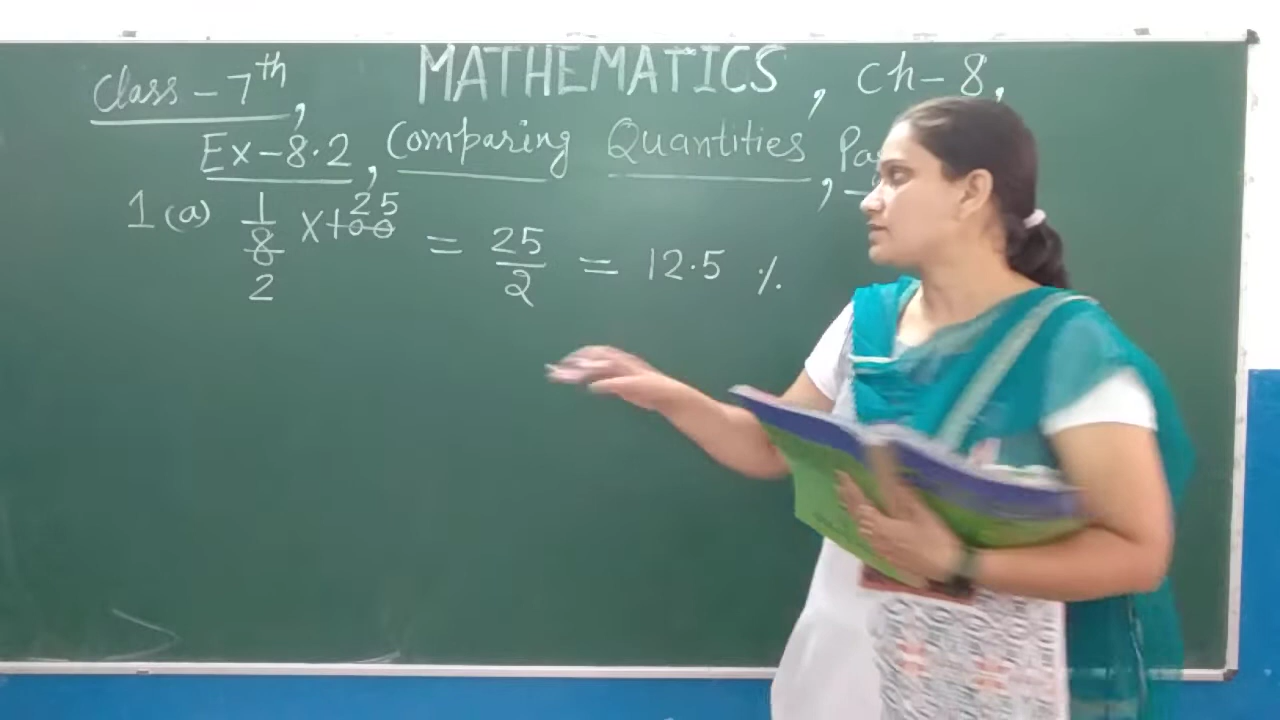 Class - 7th, MATHEMATICS, Ch - 8,
Ex - 8.2, Comparing Quantities,
1 (a) 1/8 x 100 = 25/2 = 12.5 %
25
2